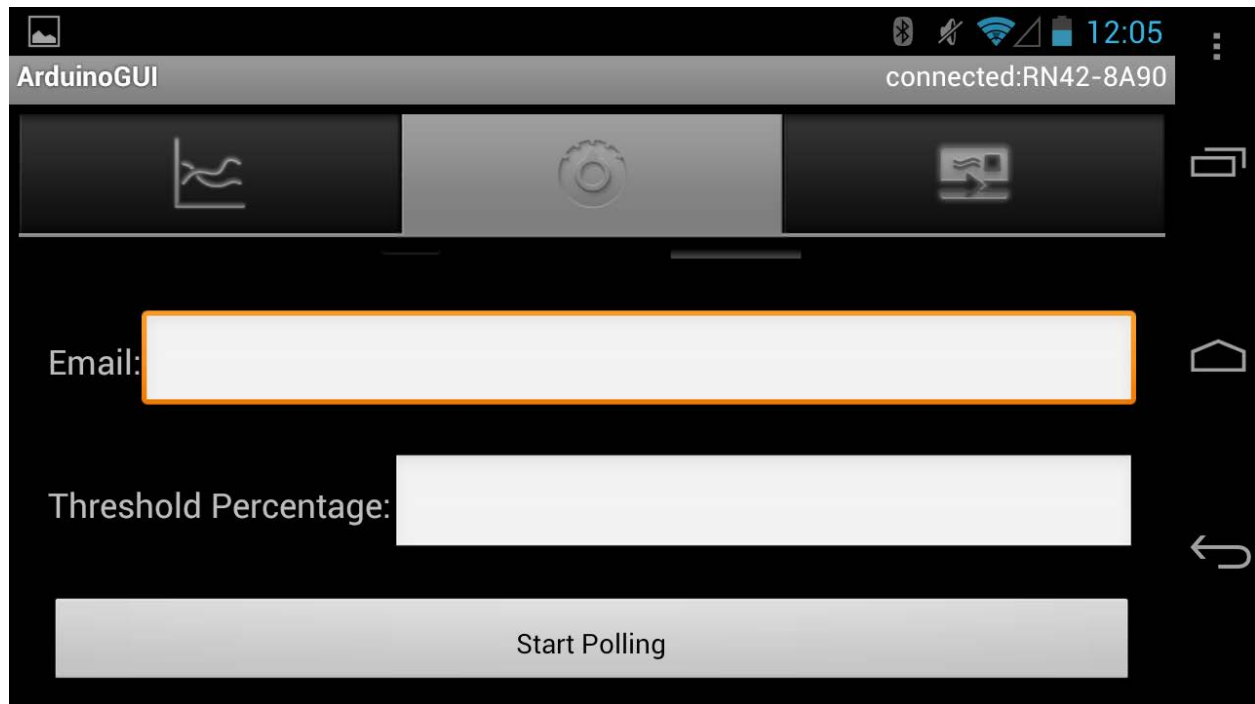 12:05
ArduinoGUI connected:RN42-8A90
Email:
Threshold Percentage:
Start Polling